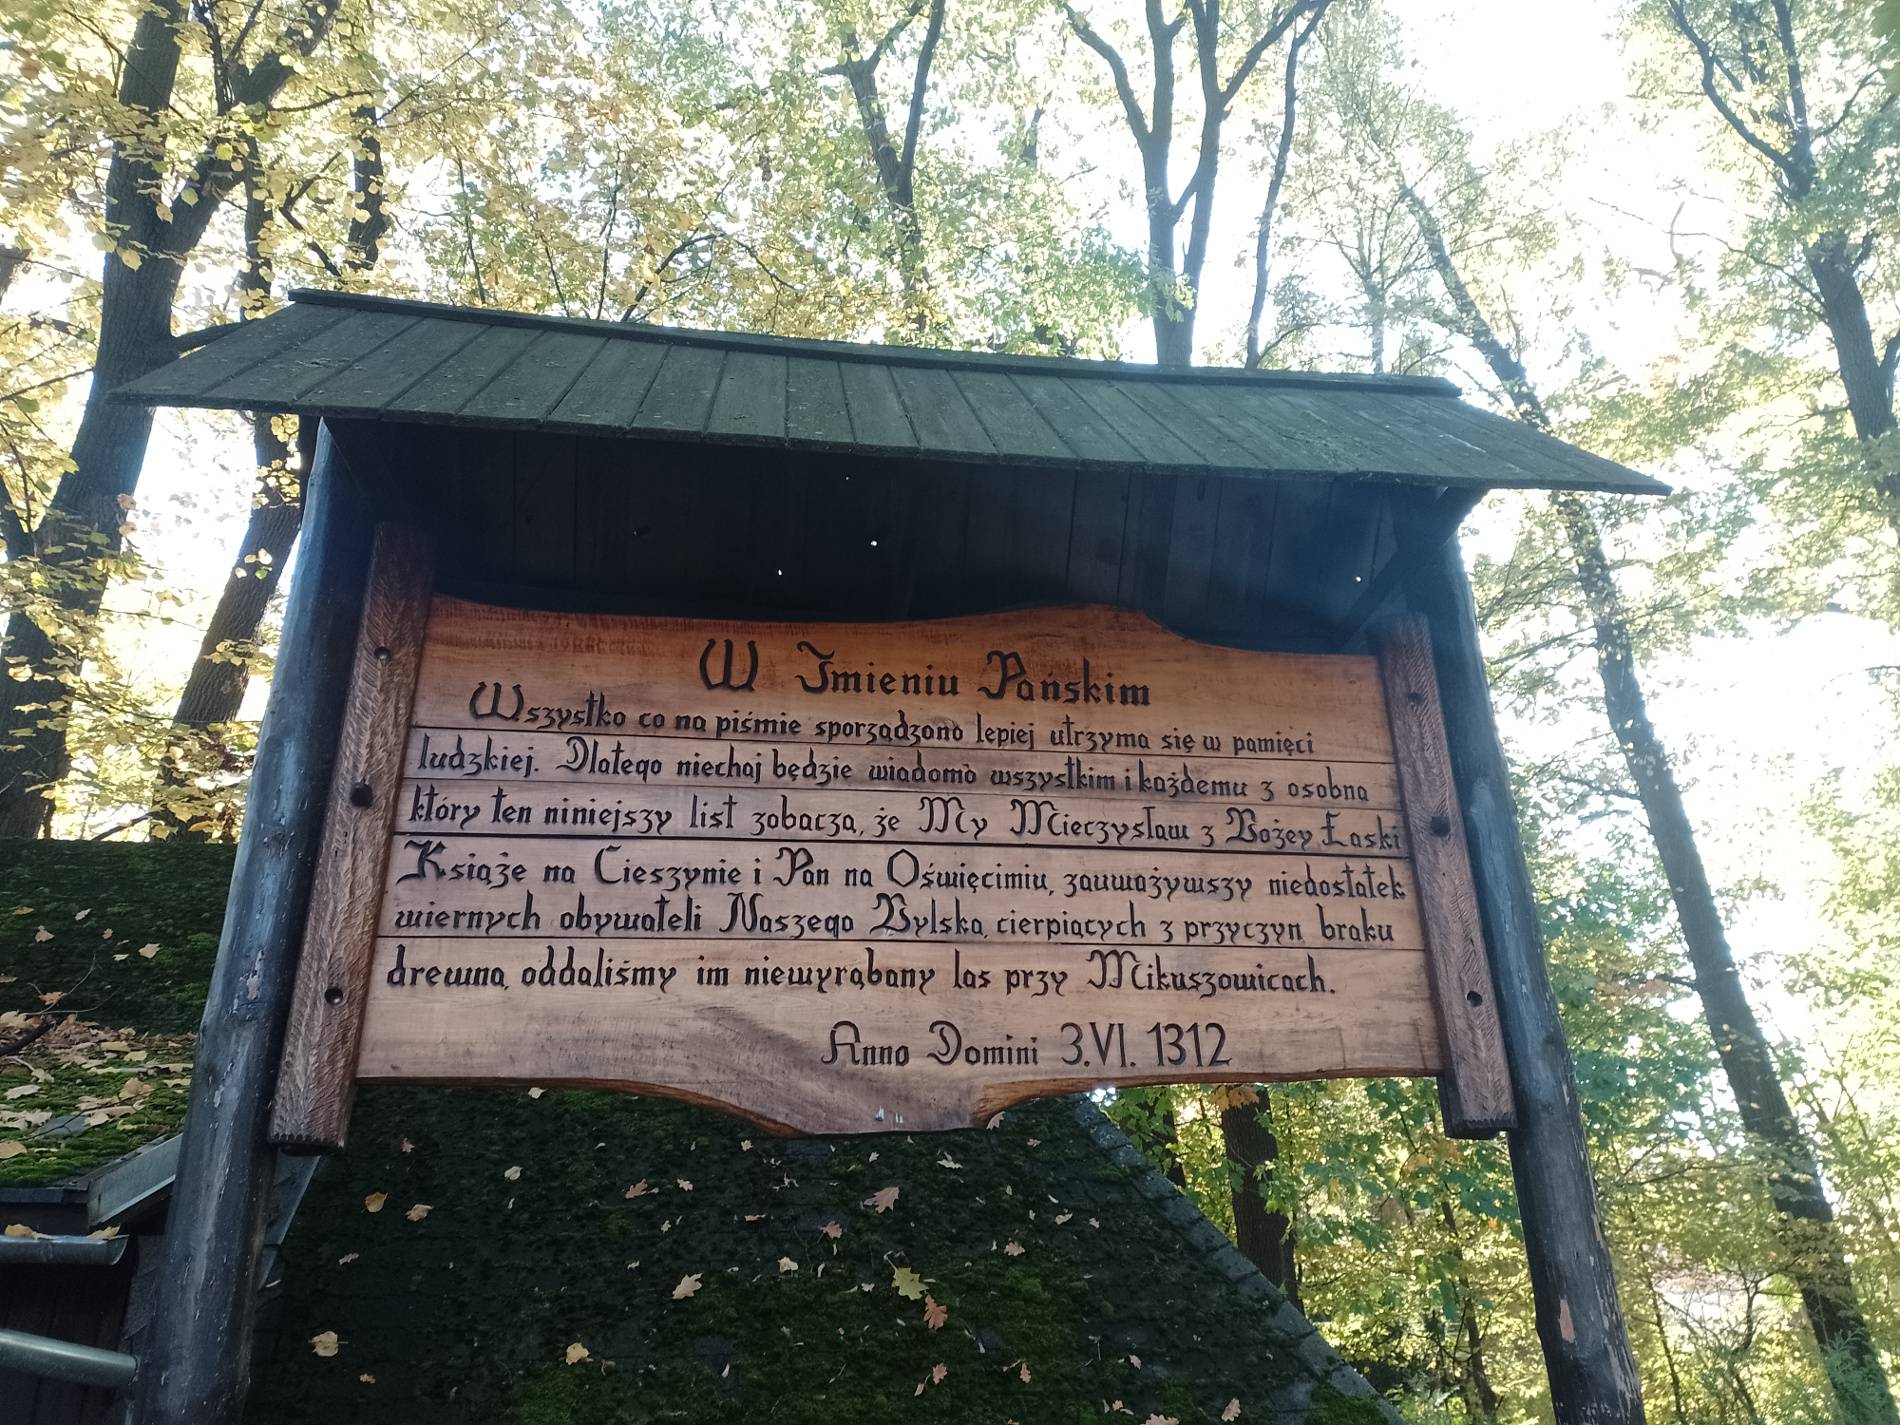 W Imieniu Pańskim
Wszystko co na piśmie sporządzono lepiej utrzyma się w pamięci
ludzkiej. Dlatego niechaj będzie wiadomo wszystkim i każdemu z osobna
który ten niniejszy list zobacza, że My Mieczysław z Bożey Łaski
Książe na Cieszynie i Pan na Oświęcimiu, zauważywszy niedostatek
wiernych obywateli Naszego Bylska, cierpiących z przyczyn braku
drewna, oddaliśmy im niewyrąbany las przy Mikuszowicach.
Anno Domini 3.VI. 1312